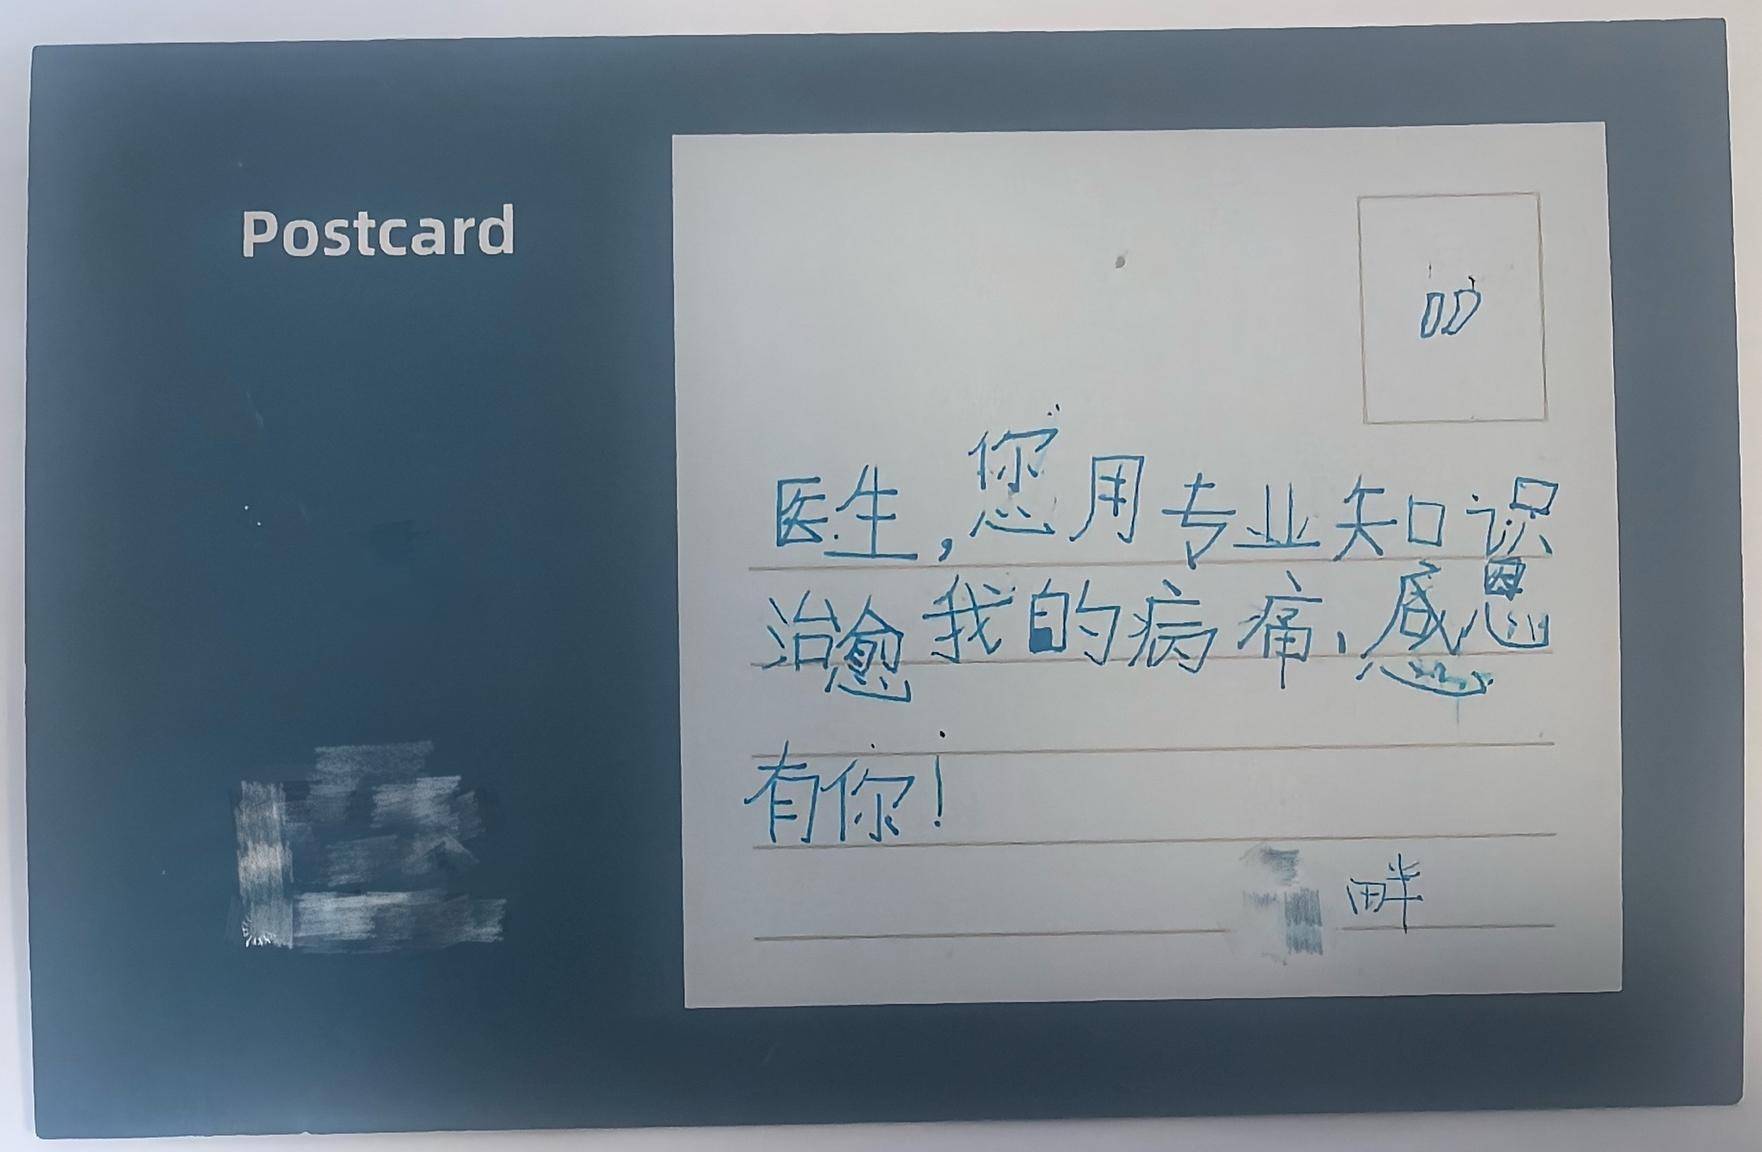 Postcard
医生,您用专业知识
治愈我的病痛、感恩
有你!
畔